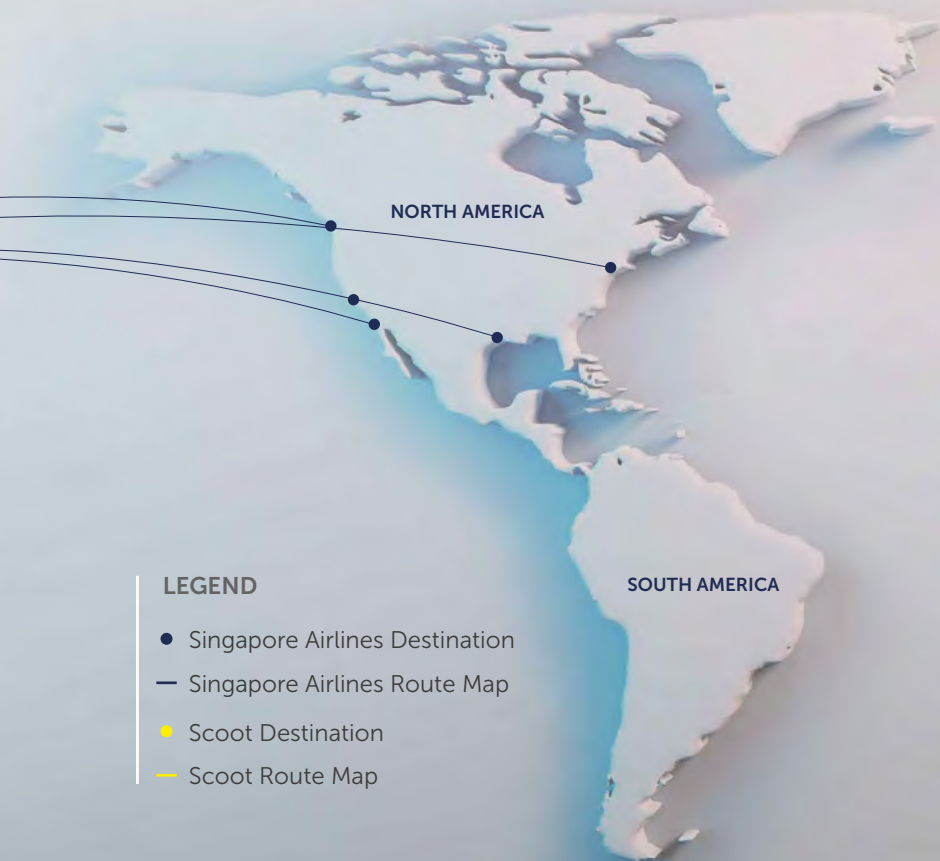 NORTH AMERICA
SOUTH AMERICA
LEGEND
Singapore Airlines Destination
Singapore Airlines Route Map
Scoot Destination
Scoot Route Map